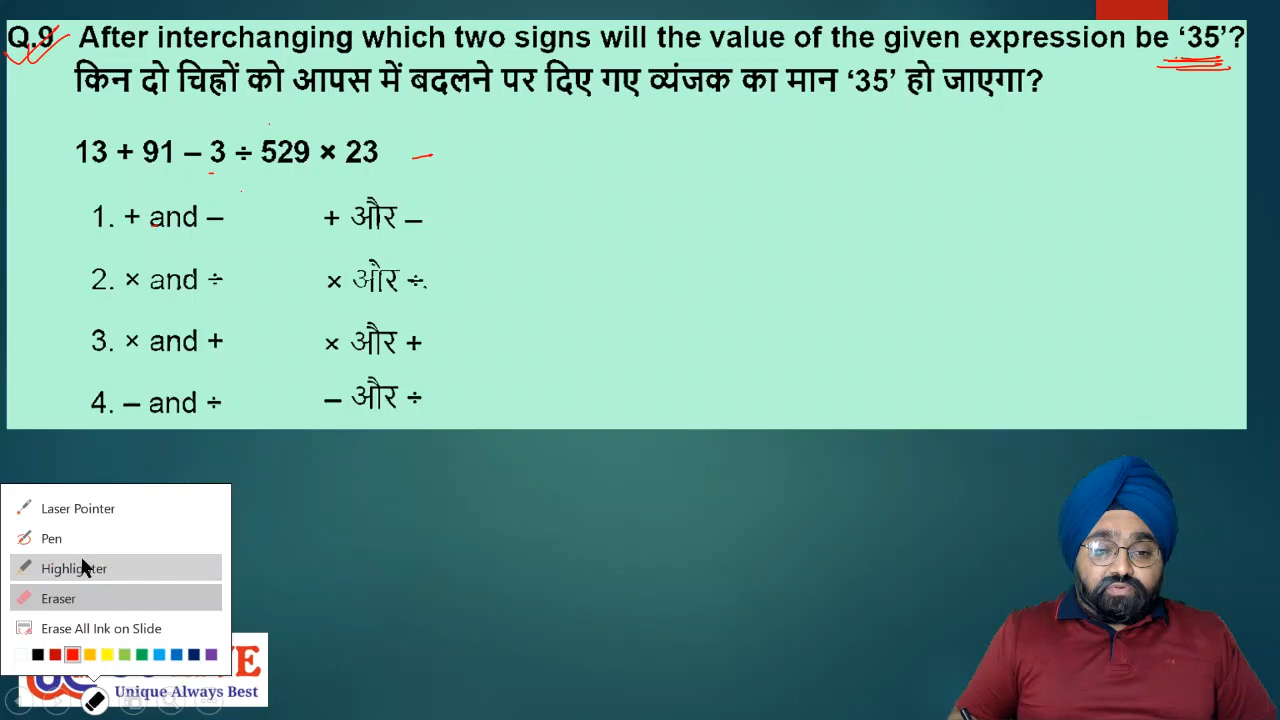 Q.9 After interchanging which two signs will the value of the given expression be ‘35’?
किन दो चिह्नों को आपस में बदलने पर दिए गए व्यंजक का मान ‘35’ हो जाएगा?
13 + 91 – 3 ÷ 529 × 23
1. + and – + और –
2. × and ÷ × और ÷
3. × and + × और +
4. – and ÷ – और ÷
Laser Pointer
Pen
Highlighter
Eraser
Erase All Ink on Slide
Unique Always Best